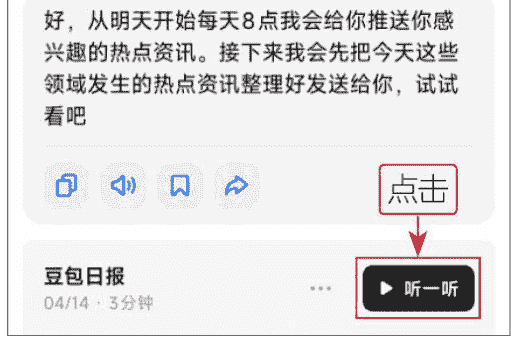 好，从明天开始每天8点我会给你推送你感
兴趣的热点资讯。接下来我会先把今天这些
领域发生的热点资讯整理好发送给你，试试
看吧
点击
豆包日报
听一听
04/14 · 3分钟